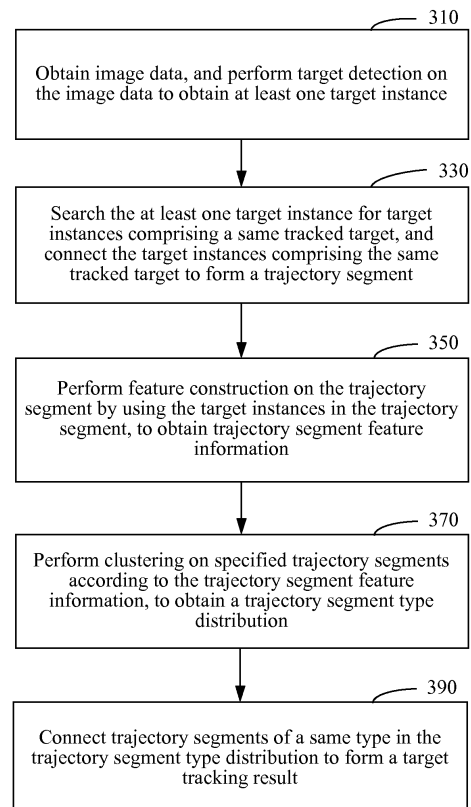 310
Obtain image data, and perform target detection on
the image data to obtain at least one target instance
330
Search the at least one target instance for target
instances comprising a same tracked target, and
connect the target instances comprising the same
tracked target to form a trajectory segment
350
Perform feature construction on the trajectory
segment by using the target instances in the trajectory
segment, to obtain trajectory segment feature
information
370
Perform clustering on specified trajectory segments
according to the trajectory segment feature
information, to obtain a trajectory segment type
distribution
390
Connect trajectory segments of a same type in the
trajectory segment type distribution to form a target
tracking result